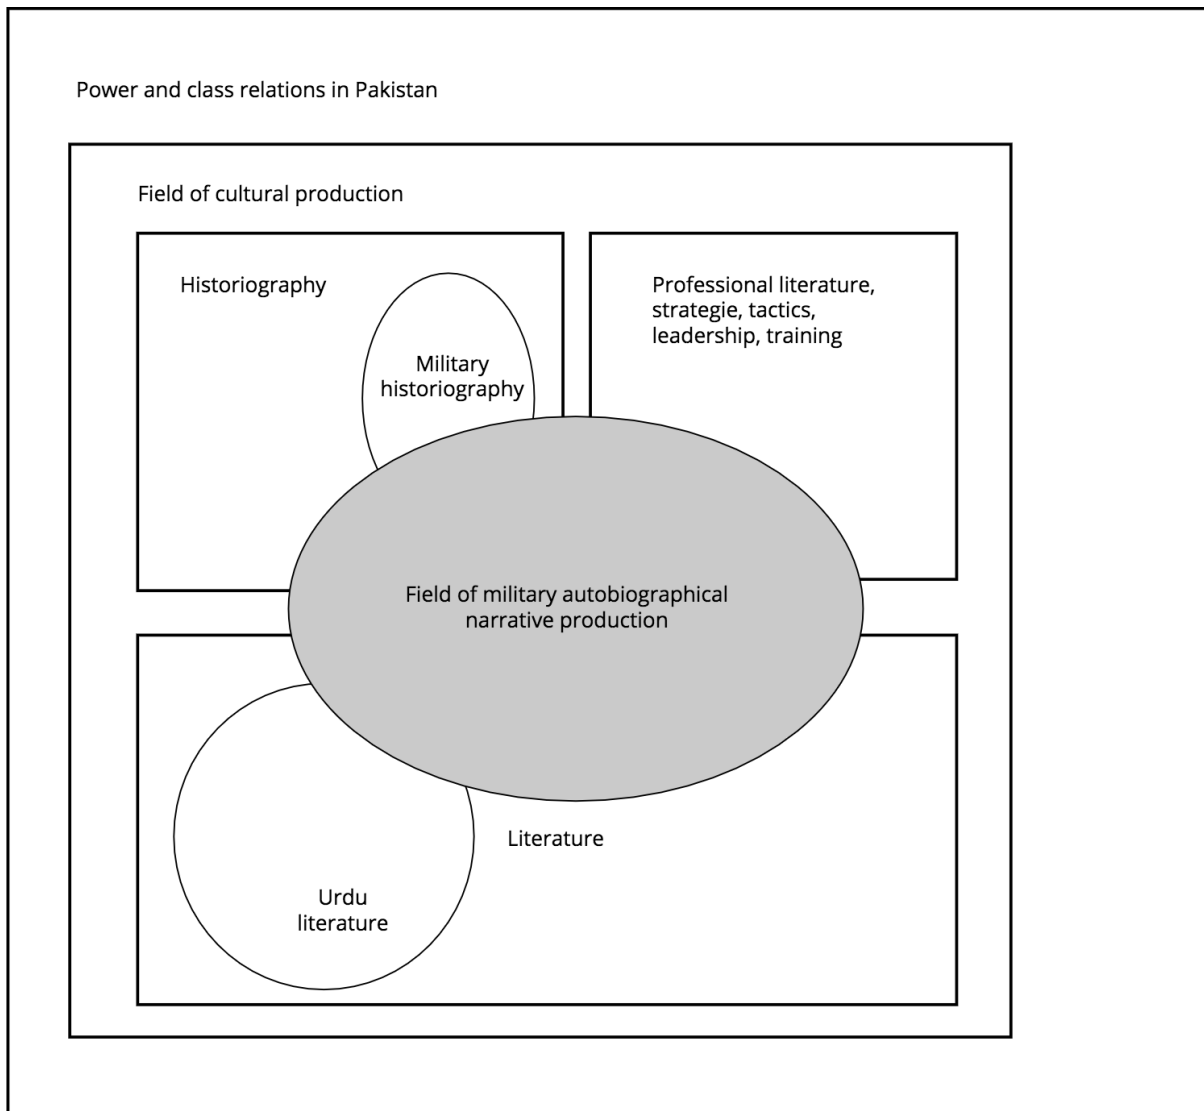 Power and class relations in Pakistan
Field of cultural production
Historiography
Professional literature,
strategie, tactics,
leadership, training
Military
historiography
Field of military autobiographical
narrative production
Literature
Urdu
literature